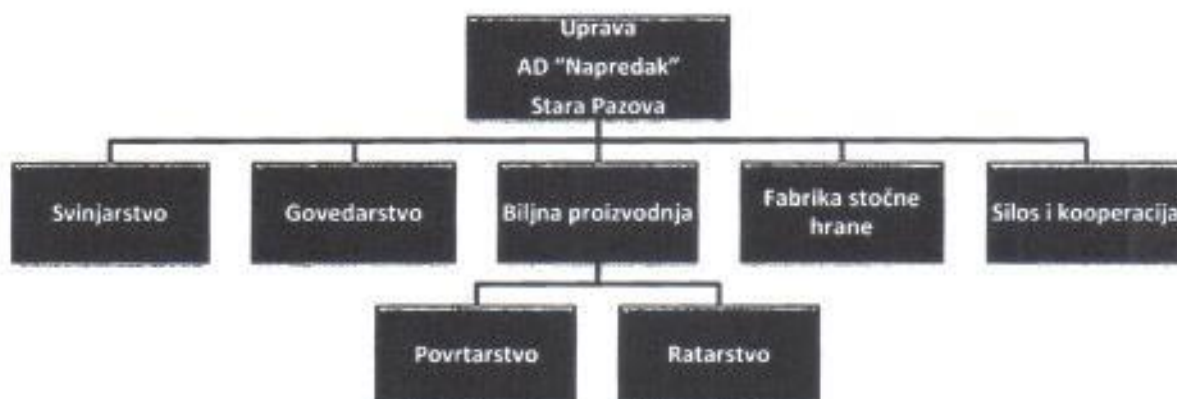 Uprava
AD "Napredak"
Stara Pazova
Svinjarstvo
Govedarstvo
Biljna proizvodnja
Fabrika stočne
hrane
Silos i kooperacija
Povrtarstvo
Ratarstvo